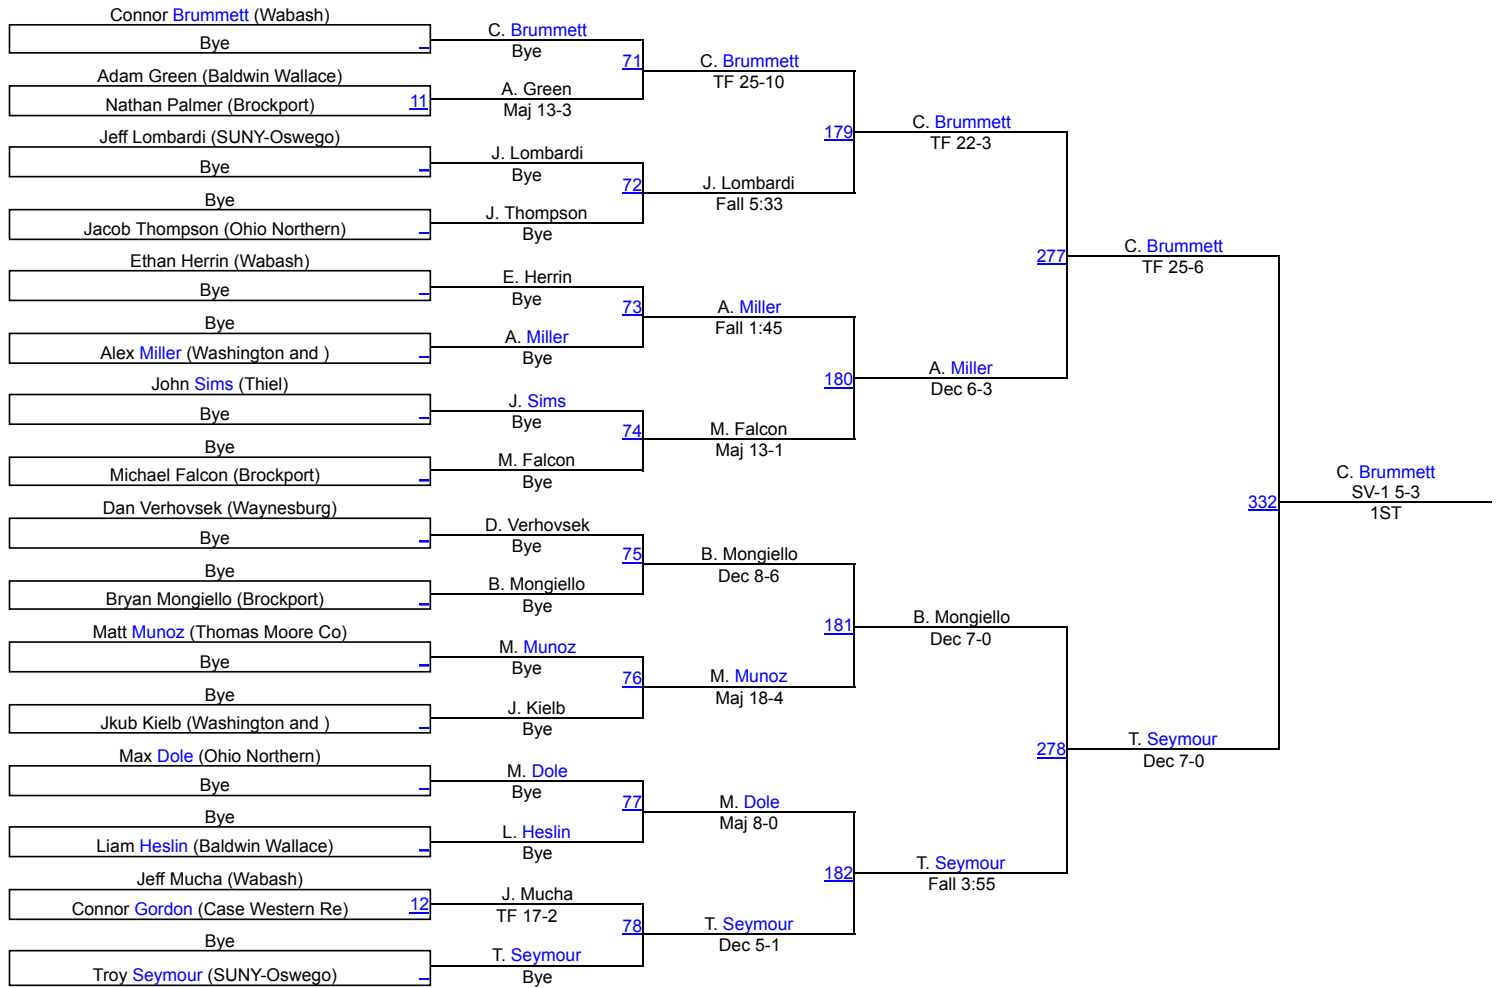 Connor Brummett (Wabash)
Bye
_
Adam Green (Baldwin Wallace)
Nathan Palmer (Brockport)
11
Jeff Lombardi (SUNY-Oswego)
Bye
_
Bye
Jacob Thompson (Ohio Northern)
_
Ethan Herrin (Wabash)
Bye
_
Bye
Alex Miller (Washington and )
_
John Sims (Thiel)
Bye
_
Bye
Michael Falcon (Brockport)
_
Dan Verhovsek (Waynesburg)
Bye
_
Bye
Bryan Mongiello (Brockport)
_
Matt Munoz (Thomas Moore Co)
Bye
_
Bye
Jkub Kielb (Washington and )
_
Max Dole (Ohio Northern)
Bye
_
Bye
Liam Heslin (Baldwin Wallace)
_
Jeff Mucha (Wabash)
Connor Gordon (Case Western Re)
12
Bye
Troy Seymour (SUNY-Oswego)
_
C. Brummett
Bye
71
A. Green
Maj 13-3
J. Lombardi
Bye
72
J. Thompson
Bye
E. Herrin
Bye
73
A. Miller
Bye
J. Sims
Bye
74
M. Falcon
Bye
D. Verhovsek
Bye
75
B. Mongiello
Bye
M. Munoz
Bye
76
J. Kielb
Bye
M. Dole
Bye
77
L. Heslin
Bye
J. Mucha
TF 17-2
78
T. Seymour
Bye
C. Brummett
TF 25-10
179
J. Lombardi
Fall 5:33
A. Miller
Fall 1:45
180
M. Falcon
Maj 13-1
B. Mongiello
Dec 8-6
181
M. Munoz
Maj 18-4
M. Dole
Maj 8-0
182
T. Seymour
Dec 5-1
C. Brummett
TF 22-3
277
A. Miller
Dec 6-3
B. Mongiello
Dec 7-0
278
T. Seymour
Fall 3:55
C. Brummett
TF 25-6
332
T. Seymour
Dec 7-0
C. Brummett
SV-1 5-3
1ST